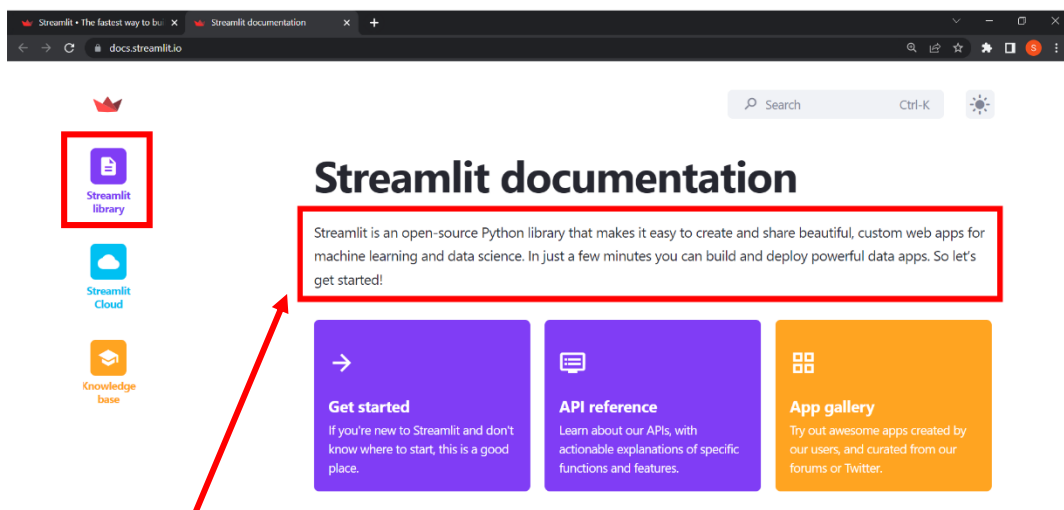 Streamlit • The fastest way to bui
Streamlit documentation
docs.streamlit.io
S
Search
Ctrl-K
Streamlit
library
Streamlit
Cloud
Knowledge
base
Streamlit documentation
Streamlit is an open-source Python library that makes it easy to create and share beautiful, custom web apps for
machine learning and data science. In just a few minutes you can build and deploy powerful data apps. So let's
get started!
Get started
If you're new to Streamlit and don't
know where to start, this is a good
place.
API reference
Learn about our APIs, with
actionable explanations of specific
functions and features.
App gallery
Try out awesome apps created by
our users, and curated from our
forums or Twitter.